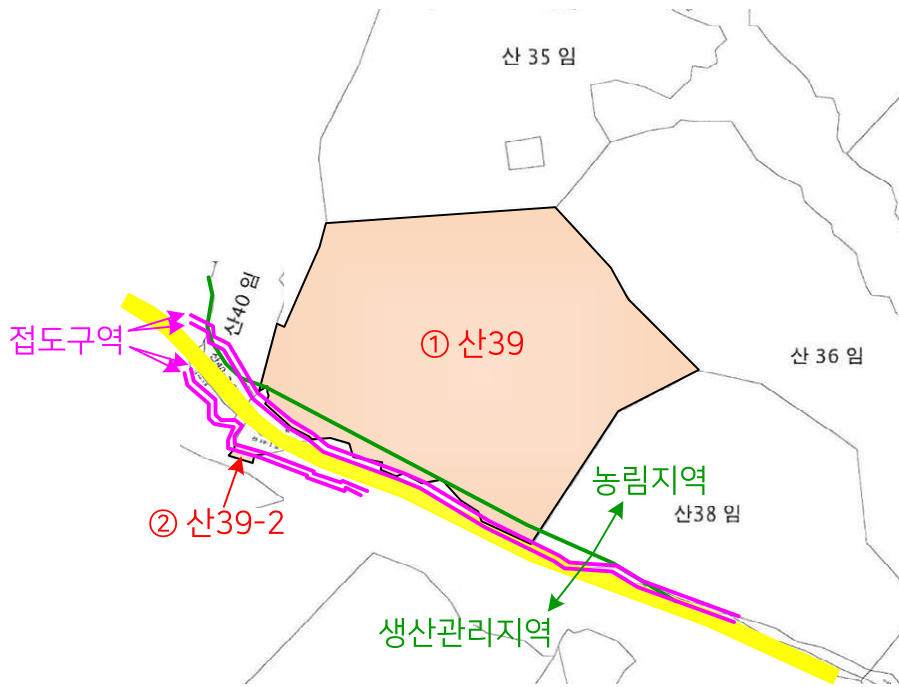 산 35 임
산40 임
접도구역
① 산39
산 36 임
농림지역
산38 임
② 산39-2
생산관리지역